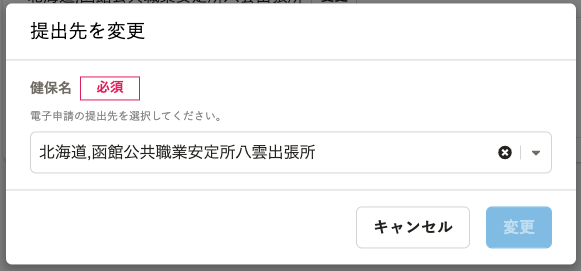 提出先を変更
健保名 必須
電子申請の提出先を選択してください。
北海道,函館公共職業安定所八雲出張所
キャンセル 変更